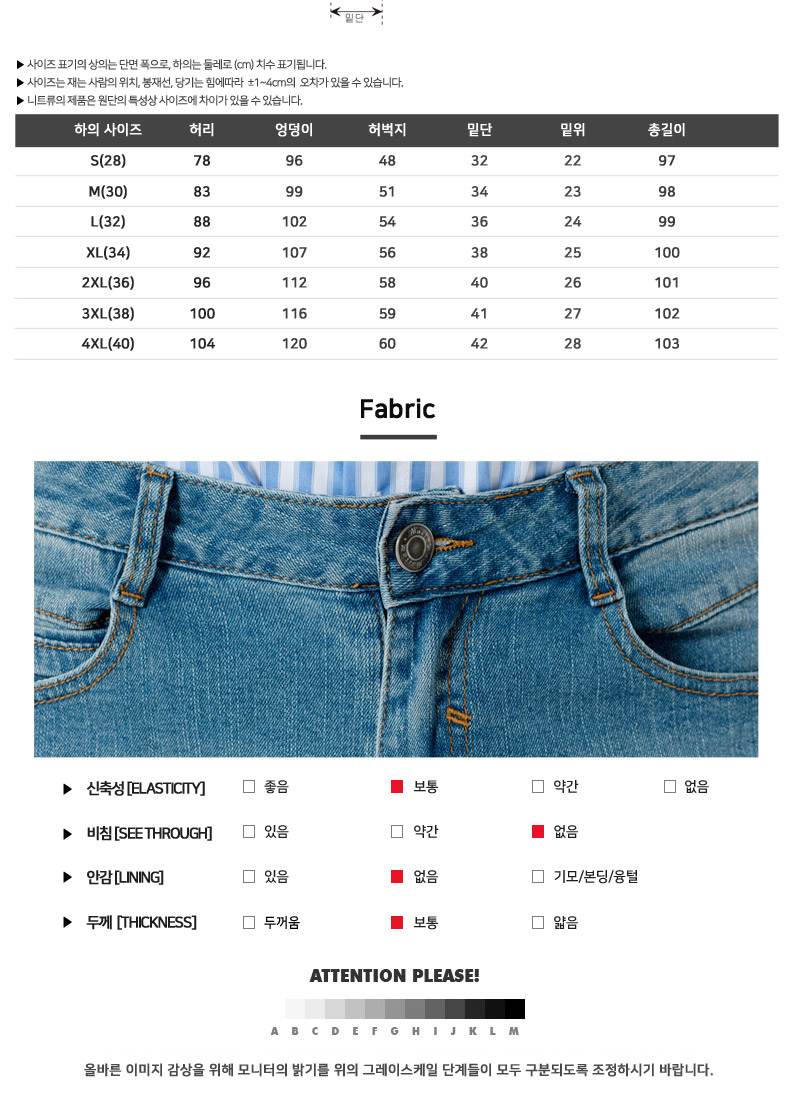 밑단
▶ 사이즈 표기의 상의는 단면 폭으로, 하의는 둘레로 (cm) 치수 표기됩니다.
▶ 사이즈는 재는 사람의 위치, 봉재선, 당기는 힘에따라 ±1~4cm의 오차가 있을 수 있습니다.
▶ 니트류의 제품은 원단의 특성상 사이즈에 차이가 있을 수 있습니다.
하의 사이즈 허리 엉덩이 허벅지 밑단 밑위 총길이
S(28) 78 96 48 32 22 97
M(30) 83 99 51 34 23 98
L(32) 88 102 54 36 24 99
XL(34) 92 107 56 38 25 100
2XL(36) 96 112 58 40 26 101
3XL(38) 100 116 59 41 27 102
4XL(40) 104 120 60 42 28 103
Fabric
▶ 신축성 [ELASTICITY] 좋음 보통 약간 없음
▶ 비침 [SEE THROUGH] 있음 약간 없음
▶ 안감 [LINING] 있음 없음 기모/본딩/융털
▶ 두께 [THICKNESS] 두꺼움 보통 얇음
ATTENTION PLEASE!
A B C D E F G H I J K L M
올바른 이미지 감상을 위해 모니터의 밝기를 위의 그레이스케일 단계들이 모두 구분되도록 조정하시기 바랍니다.